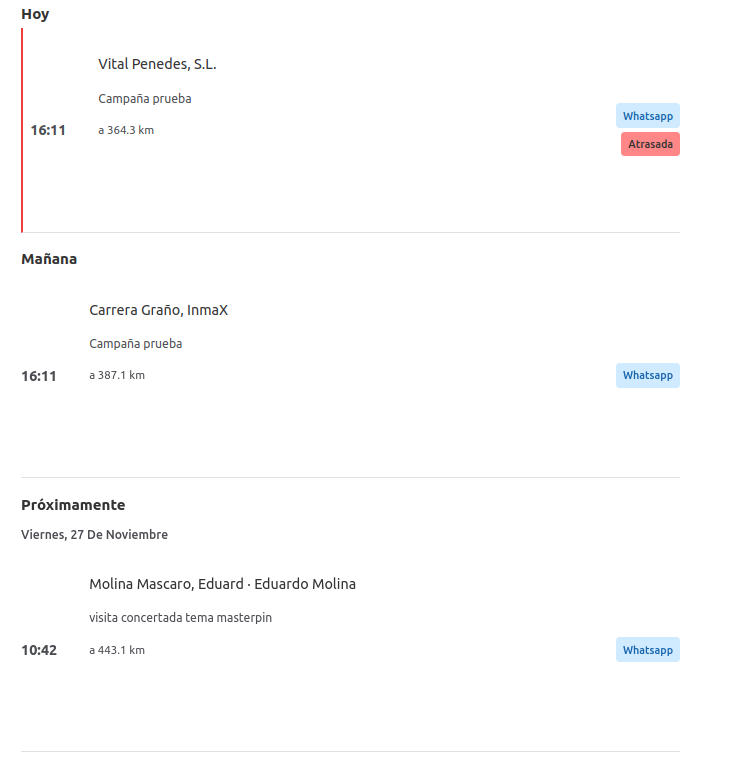 Hoy
Vital Penedes, S.L.
Campaña prueba
16:11
a 364.3 km
Whatsapp
Atrasada
Mañana
Carrera Graño, InmaX
Campaña prueba
16:11
a 387.1 km
Whatsapp
Próximamente
Viernes, 27 De Noviembre
Molina Mascaro, Eduard · Eduardo Molina
visita concertada tema masterpin
10:42
a 443.1 km
Whatsapp